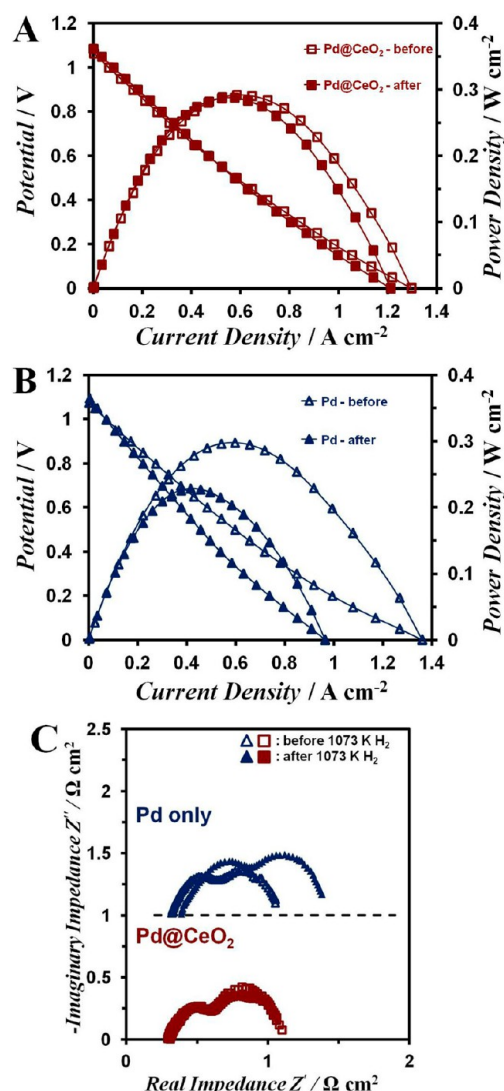 A
Pd@CeO₂ - before
Pd@CeO₂ - after
1.2
1
0.8
0.6
0.4
0.2
0
Potential / V
0.4
0.3
0.2
0.1
0
Power Density / W cm⁻²
0 0.2 0.4 0.6 0.8 1.0 1.2 1.4
Current Density / A cm⁻²
B
Pd - before
Pd - after
1.2
1
0.8
0.6
0.4
0.2
0
Potential / V
0.4
0.3
0.2
0.1
0
Power Density / W cm⁻²
0 0.2 0.4 0.6 0.8 1.0 1.2 1.4
Current Density / A cm⁻²
C
: before 1073 K H₂
: after 1073 K H₂
Pd only
Pd@CeO₂
2.5
2
1.5
1
0.5
0
-Imaginary Impedance Z" / Ω cm²
0 1 2
Real Impedance Z' / Ω cm²